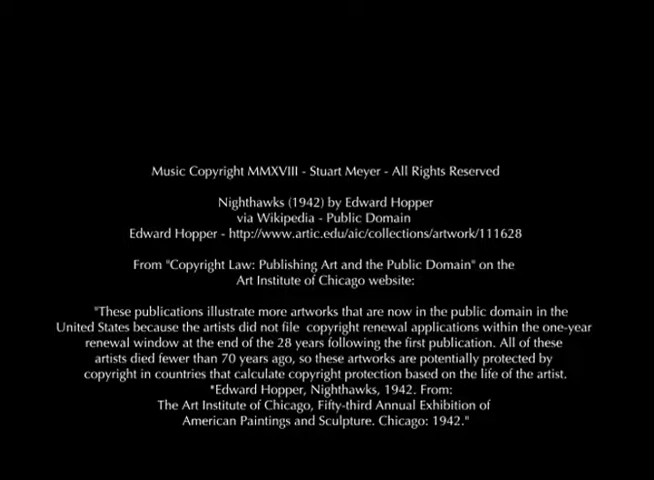 Music Copyright MMXVIII - Stuart Meyer - All Rights Reserved
Nighthawks (1942) by Edward Hopper
via Wikipedia - Public Domain
Edward Hopper - http://www.artic.edu/aic/collections/artwork/111628
From "Copyright Law: Publishing Art and the Public Domain" on the
Art Institute of Chicago website:
"These publications illustrate more artworks that are now in the public domain in the
United States because the artists did not file copyright renewal applications within the one-year
renewal window at the end of the 28 years following the first publication. All of these
artists died fewer than 70 years ago, so these artworks are potentially protected by
copyright in countries that calculate copyright protection based on the life of the artist.
*Edward Hopper, Nighthawks, 1942. From:
The Art Institute of Chicago, Fifty-third Annual Exhibition of
American Paintings and Sculpture. Chicago: 1942."